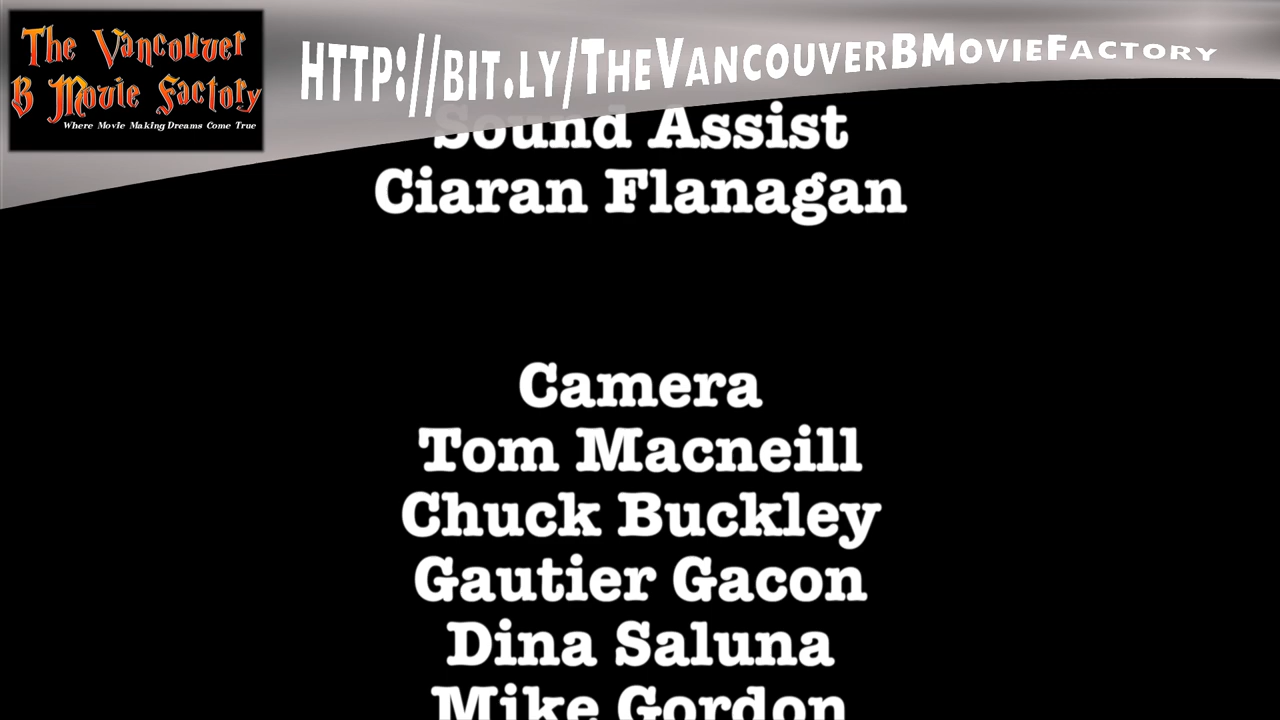 The Vancouver
B Movie Factory
Where Movie Making Dreams Come True
HTTP://BIT.LY/THEVANCOUVERBMOVIEFACTORY
Sound Assist
Ciaran Flanagan
Camera
Tom Macneill
Chuck Buckley
Gautier Gacon
Dina Saluna
Mike Gordon